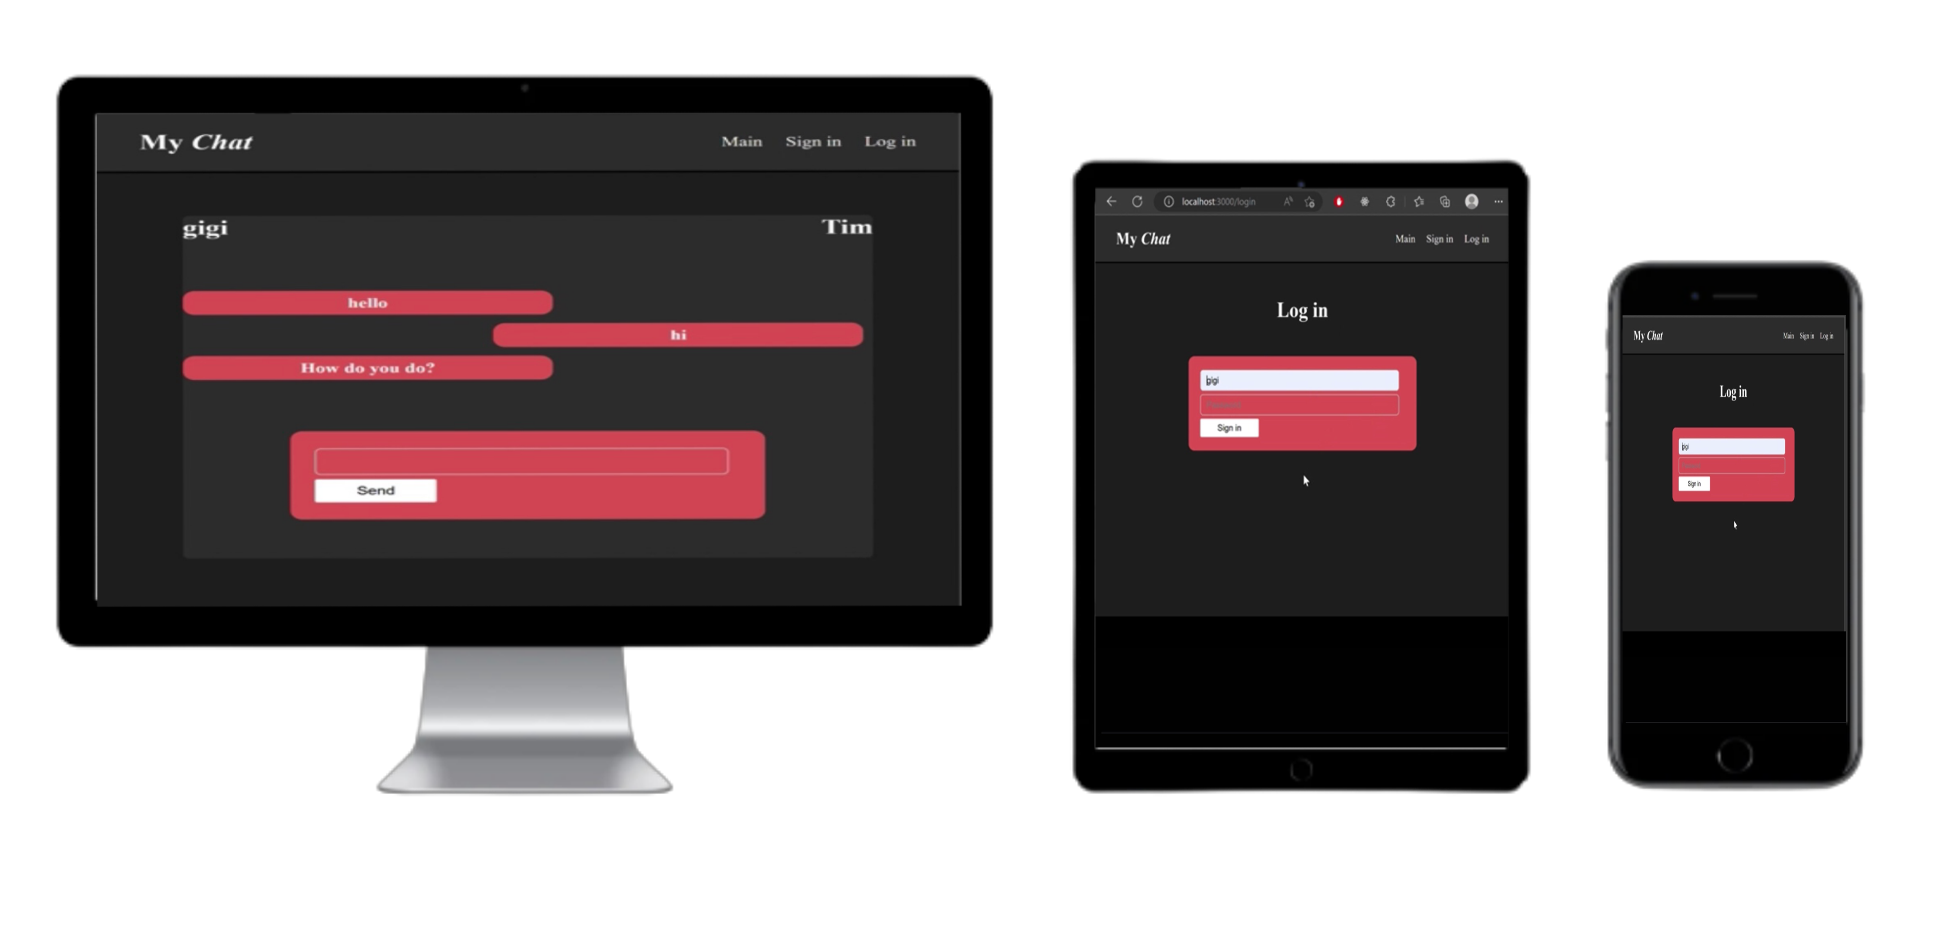 My Chat Main Sign in Log in
gigi Tim
hello
hi
How do you do?
Send
localhost:3000/login
My Chat Main Sign in Log in
Log in
gigi
Sign in
My Chat Main Sign in Log in
Log in
gigi
Sign in